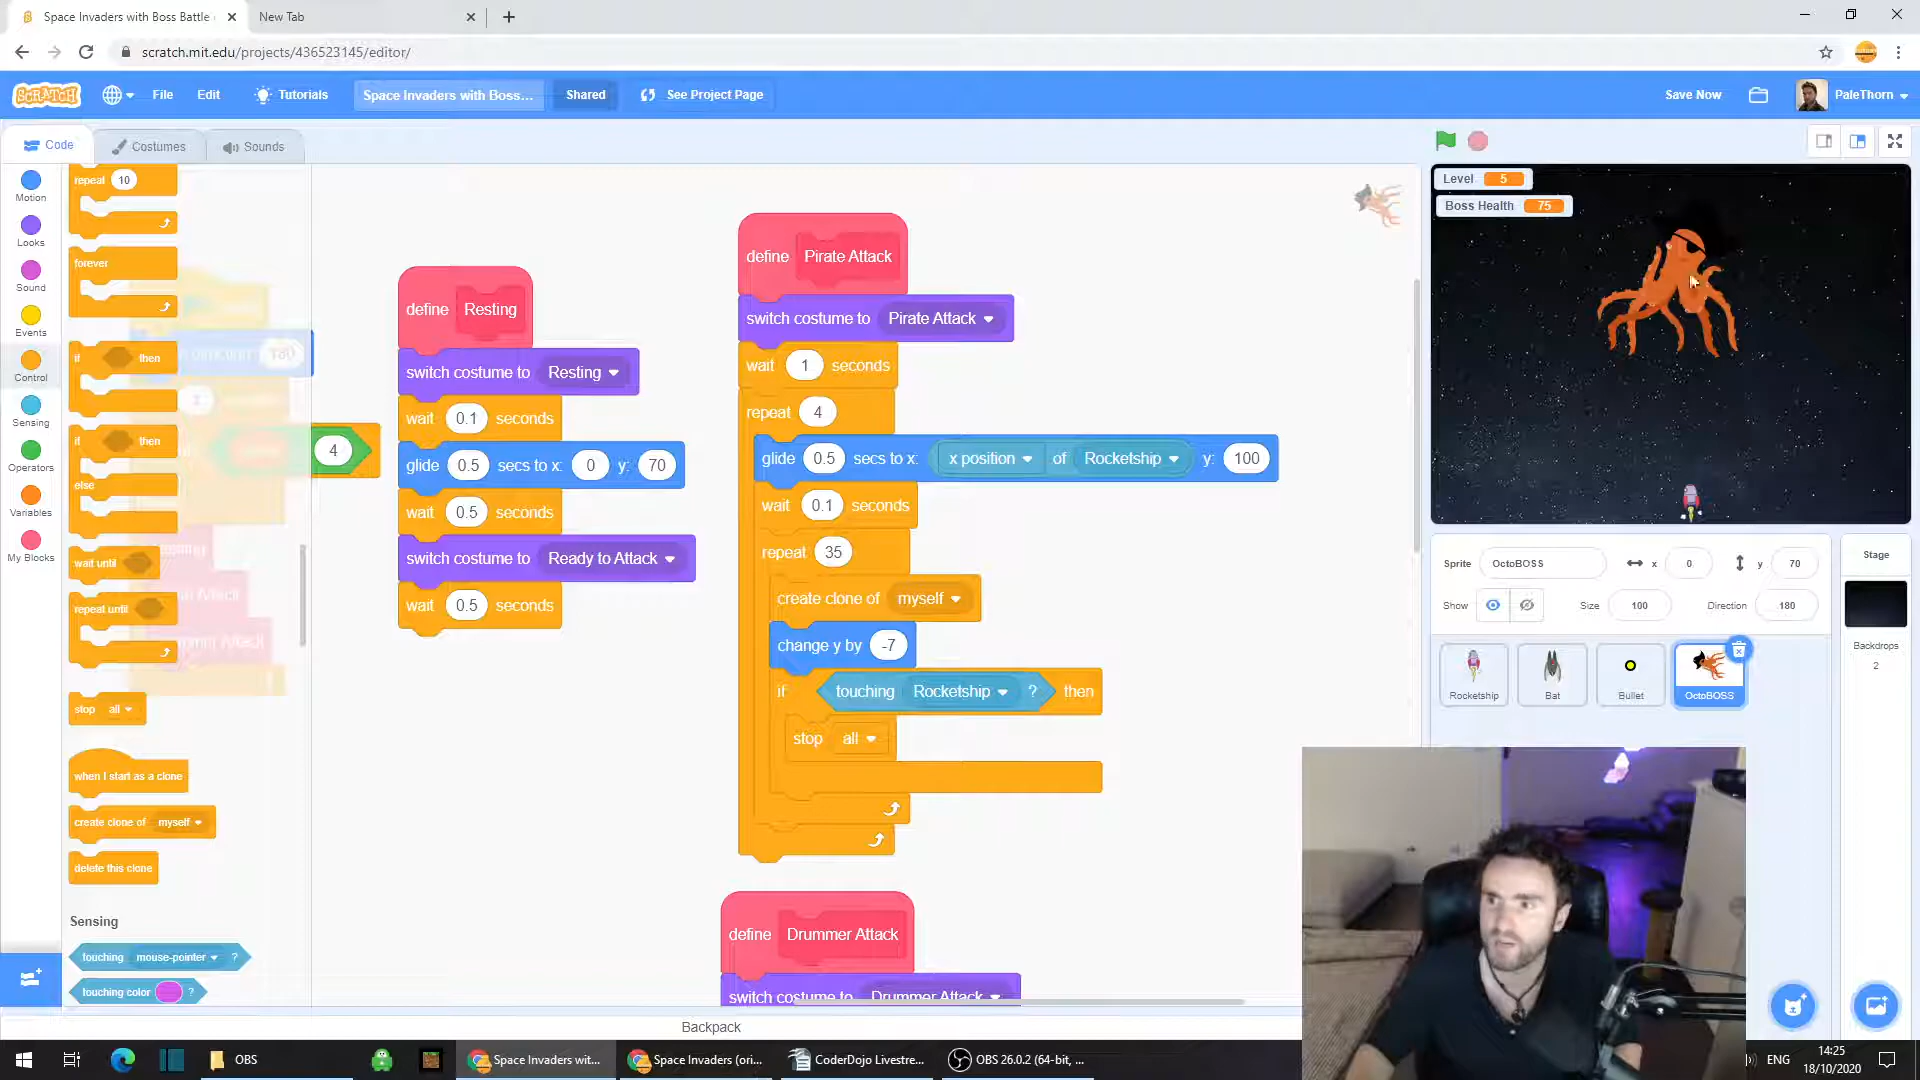 Space Invaders with Boss Battle
New Tab
scratch.mit.edu/projects/436523145/editor/
SCRATCH
File
Edit
Tutorials
Space Invaders with Boss...
Shared
See Project Page
Save Now
PaleThorn
Code
Costumes
Sounds
Motion
Looks
Sound
Events
Control
Sensing
Operators
Variables
My Blocks
repeat 10
forever
if then
if then
else
wait until
repeat until
stop all
when I start as a clone
create clone of myself
delete this clone
Sensing
touching mouse-pointer ?
touching color ?
4
define Resting
switch costume to Resting
wait 0.1 seconds
glide 0.5 secs to x: 0 y: 70
wait 0.5 seconds
switch costume to Ready to Attack
wait 0.5 seconds
define Pirate Attack
switch costume to Pirate Attack
wait 1 seconds
repeat 4
glide 0.5 secs to x: x position of Rocketship y: 100
wait 0.1 seconds
repeat 35
create clone of myself
change y by -7
if touching Rocketship ? then
stop all
define Drummer Attack
switch costume to Drummer Attack
Backpack
Level 5
Boss Health 75
Sprite OctoBOSS x 0 y 70
Show Size 100 Direction 180
Rocketship
Bat
Bullet
OctoBOSS
Stage
Backdrops
2
OBS
Space Invaders wit...
Space Invaders (ori...
CoderDojo Livestre...
OBS 26.0.2 (64-bit, ...
ENG
14:25
18/10/2020